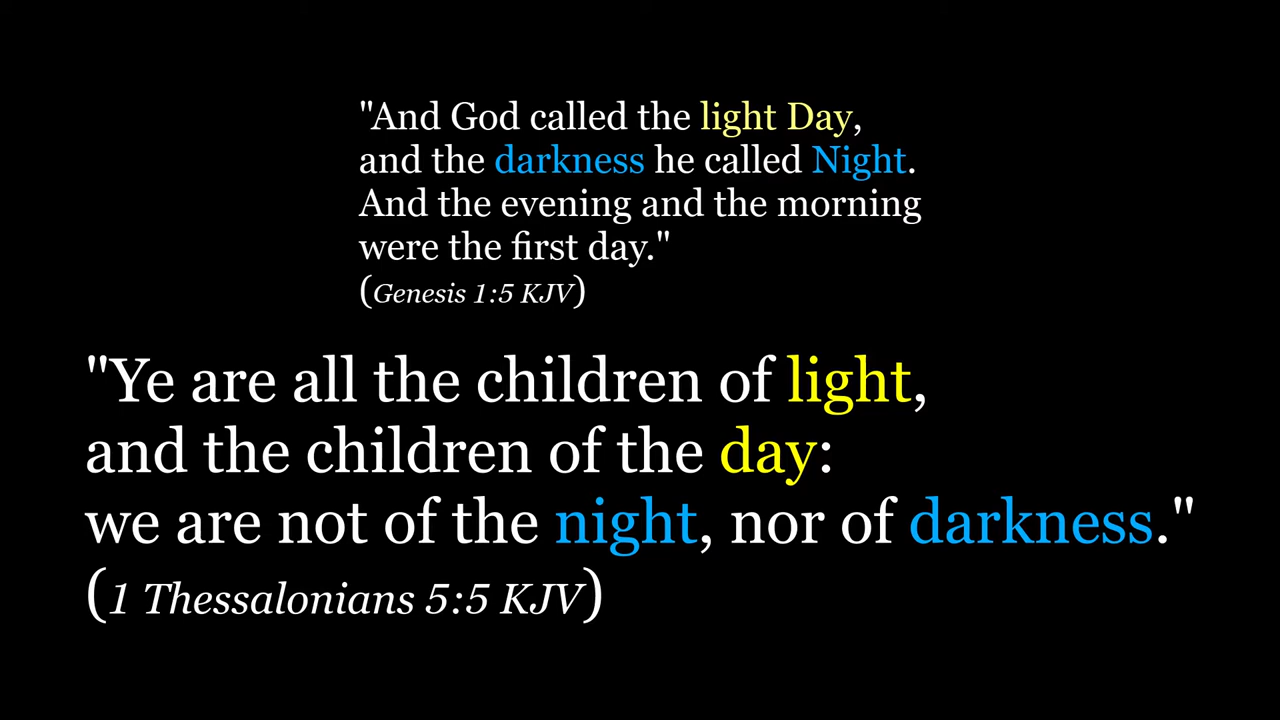 "And God called the light Day,
and the darkness he called Night.
And the evening and the morning
were the first day."
(Genesis 1:5 KJV)
"Ye are all the children of light,
and the children of the day:
we are not of the night, nor of darkness."
(1 Thessalonians 5:5 KJV)